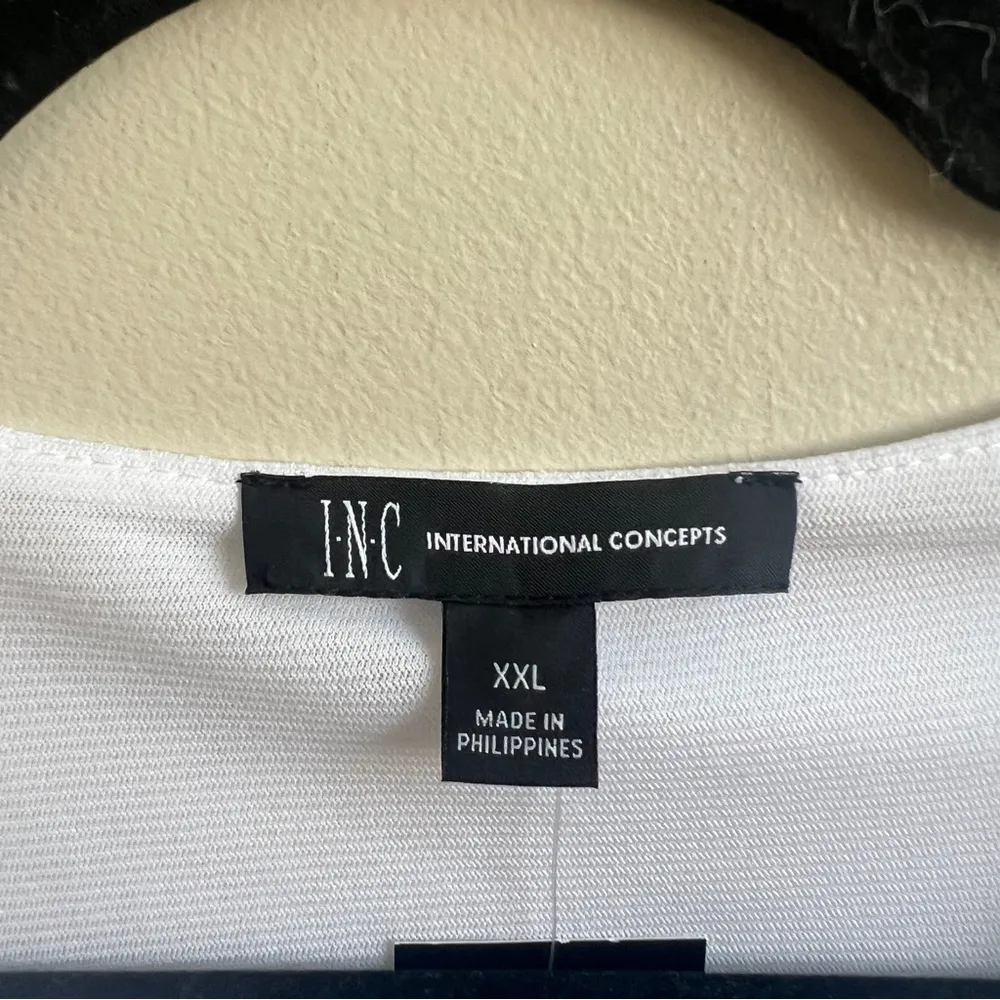 I·N·C INTERNATIONAL CONCEPTS
XXL
MADE IN
PHILIPPINES